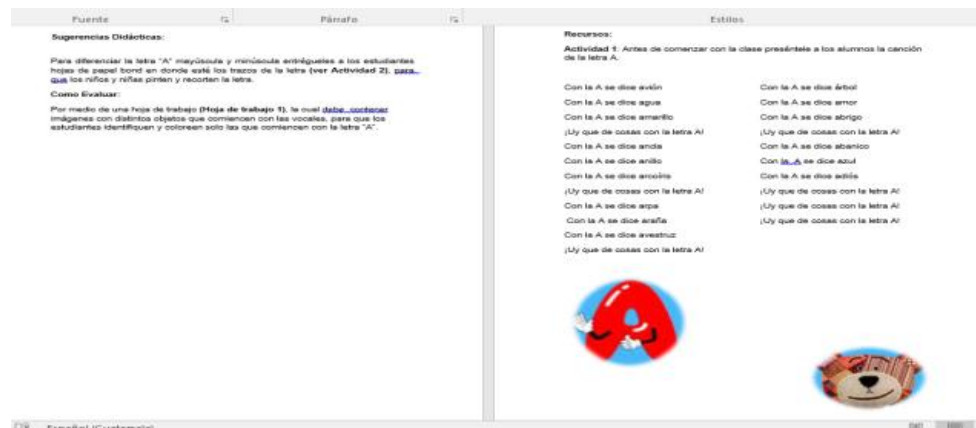 Fuente
Párrafo
Estilos
Sugerencias Didácticas:
Para diferenciar la letra "A" mayúscula y minúscula entrégueles a los estudiantes
hojas de papel bond en donde esté los trazos de la letra (ver Actividad 2), para
que los niños y niñas pinten y recorten la letra.
Como Evaluar:
Por medio de una hoja de trabajo (Hoja de trabajo 1), la cual debe contener
imágenes con distintos objetos que comiencen con las vocales, para que los
estudiantes identifiquen y coloreen solo las que comiencen con la letra "A".
Recursos:
Actividad 1. Antes de comenzar con la clase preséntele a los alumnos la canción
de la letra A.
Con la A se dice avión
Con la A se dice agua
Con la A se dice amarillo
¡Uy que de cosas con la letra A!
Con la A se dice anda
Con la A se dice anillo
Con la A se dice arcoíris
¡Uy que de cosas con la letra A!
Con la A se dice arpa
Con la A se dice araña
Con la A se dice avestruz
¡Uy que de cosas con la letra A!
Con la A se dice árbol
Con la A se dice amor
Con la A se dice abrigo
¡Uy que de cosas con la letra A!
Con la A se dice abanico
Con la A se dice azul
Con la A se dice adiós
¡Uy que de cosas con la letra A!
¡Uy que de cosas con la letra A!
¡Uy que de cosas con la letra A!
Español (Guatemala)